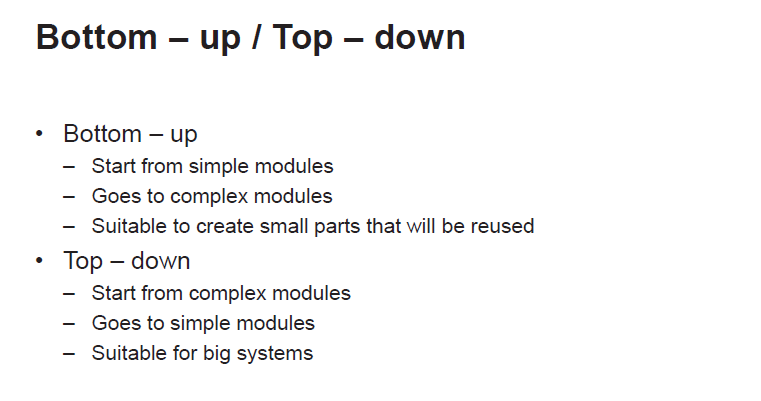 Bottom – up / Top – down
• Bottom – up
– Start from simple modules
– Goes to complex modules
– Suitable to create small parts that will be reused
• Top – down
– Start from complex modules
– Goes to simple modules
– Suitable for big systems